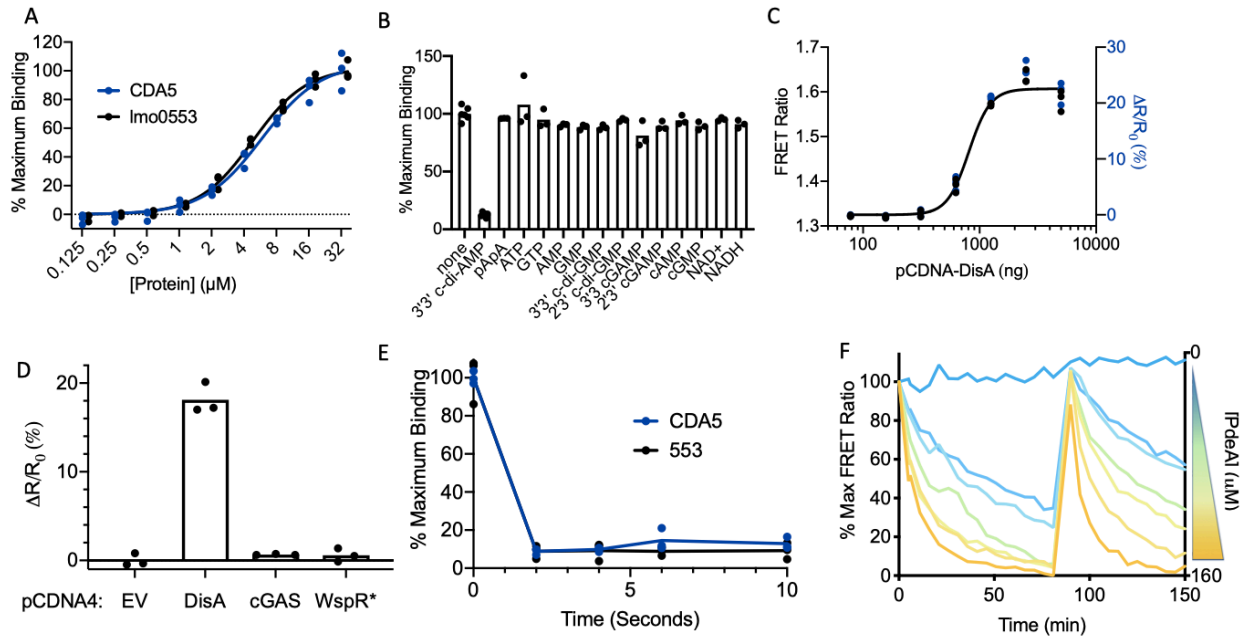 A
% Maximum Binding
120
100
80
60
40
20
0
CDA5
lmo0553
0.125
0.25
0.5
1
2
4
8
16
32
[Protein] (µM)
B
% Maximum Binding
150
100
50
0
none
3'3' c-di-AMP
pApA
ATP
GTP
AMP
GMP
3'3' c-di-GMP
2'3' c-di-GMP
3'3 cGAMP
2'3' cGAMP
cAMP
cGMP
NAD+
NADH
C
FRET Ratio
1.7
1.6
1.5
1.4
1.3
30
20
10
0
ΔR/R0 (%)
100
1000
10000
pCDNA-DisA (ng)
D
ΔR/R0 (%)
20
10
0
pCDNA4: EV DisA cGAS WspR*
E
% Maximum Binding
100
80
60
40
20
0
CDA5
553
0
5
10
Time (Seconds)
F
% Max FRET Ratio
100
80
60
40
20
0
0
50
100
150
Time (min)
0
[PdeA] (µM)
160